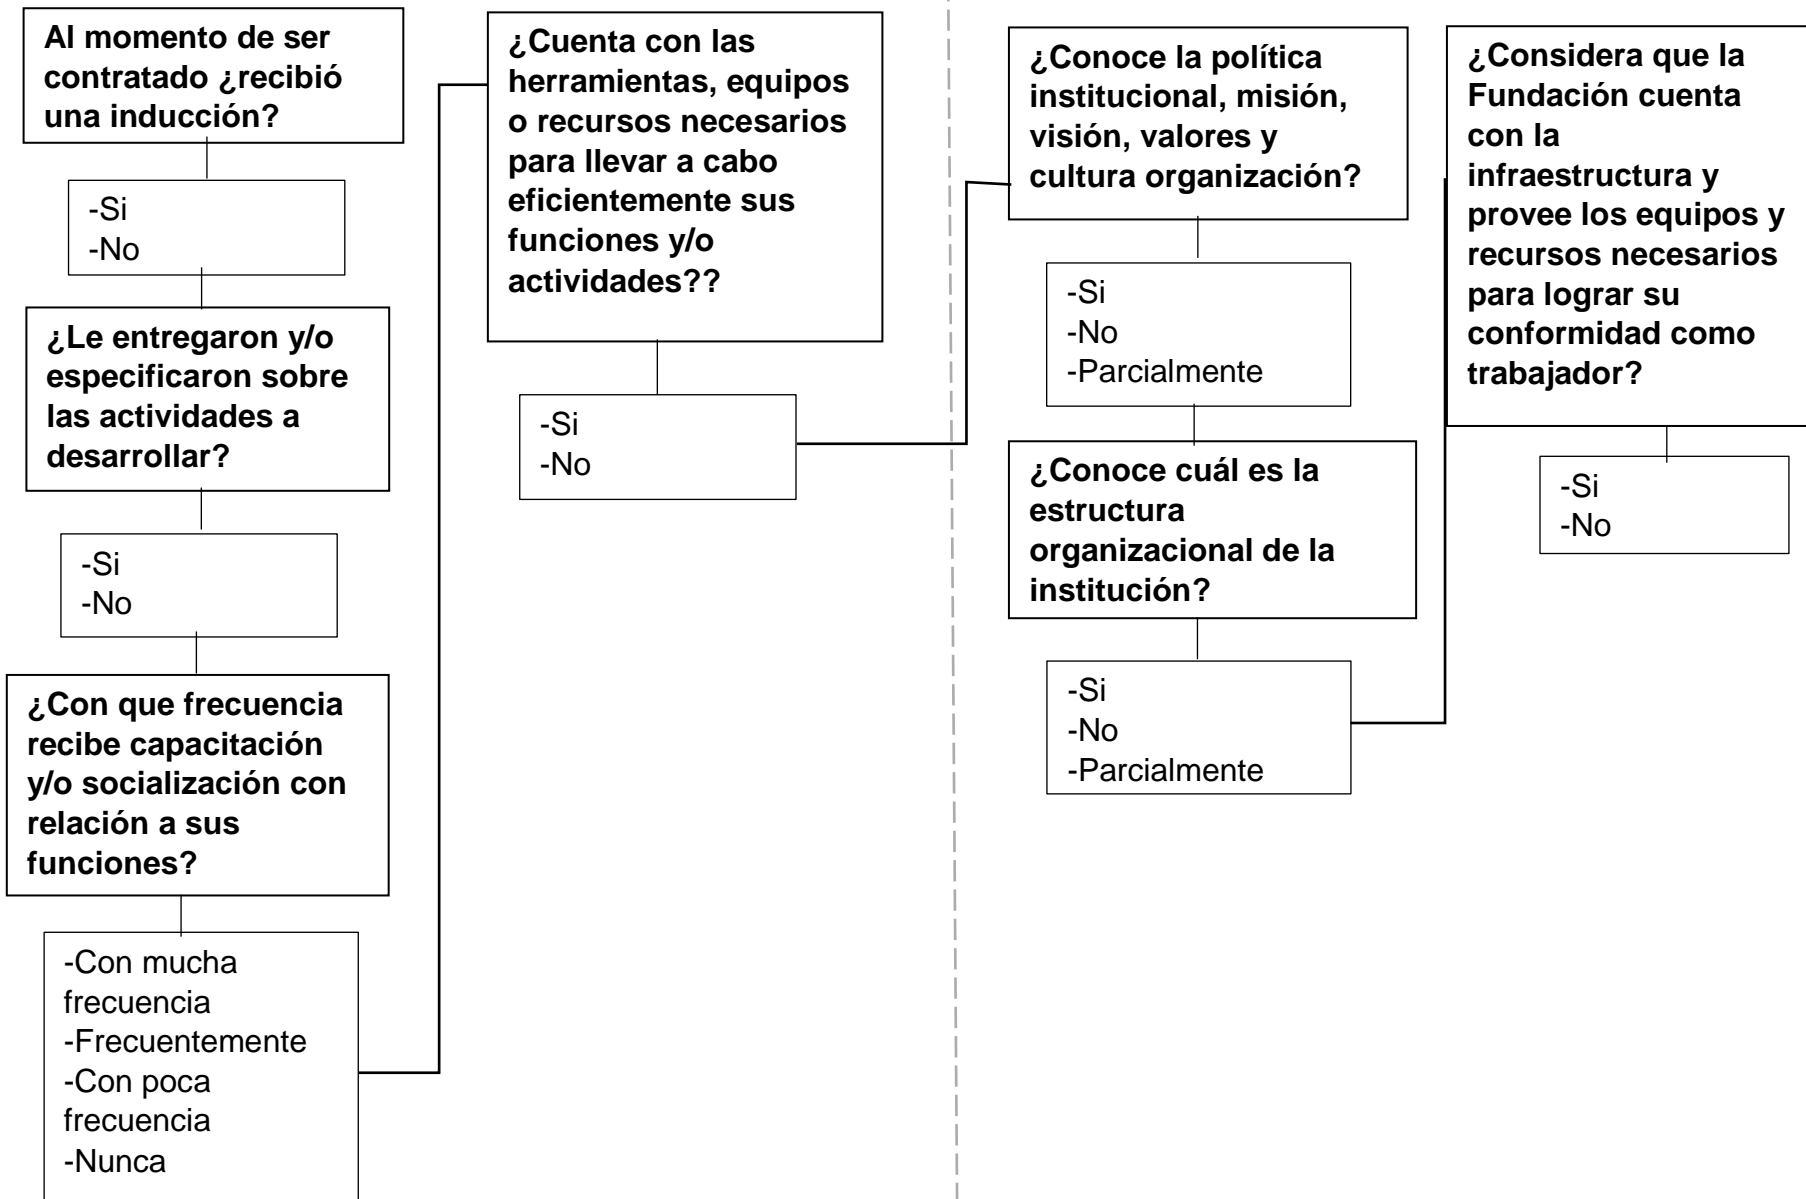 Al momento de ser
contratado ¿recibió
una inducción?
-Si
-No
¿Le entregaron y/o
especificaron sobre
las actividades a
desarrollar?
-Si
-No
¿Con que frecuencia
recibe capacitación
y/o socialización con
relación a sus
funciones?
-Con mucha
frecuencia
-Frecuentemente
-Con poca
frecuencia
-Nunca
¿Cuenta con las
herramientas, equipos
o recursos necesarios
para llevar a cabo
eficientemente sus
funciones y/o
actividades??
-Si
-No
¿Conoce la política
institucional, misión,
visión, valores y
cultura organización?
-Si
-No
-Parcialmente
¿Conoce cuál es la
estructura
organizacional de la
institución?
-Si
-No
-Parcialmente
¿Considera que la
Fundación cuenta
con la
infraestructura y
provee los equipos y
recursos necesarios
para lograr su
conformidad como
trabajador?
-Si
-No